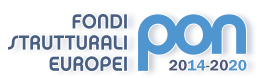 FONDI
STRUTTURALI
EUROPEI
pon
2014-2020